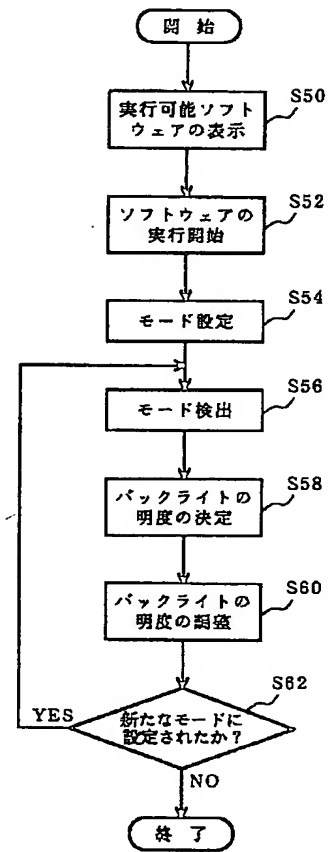 開始
実行可能ソフト
ウェアの表示
S50
ソフトウェアの
実行開始
S52
モード設定
S54
モード検出
S56
バックライトの
明度の決定
S58
バックライトの
明度の調整
S60
新たなモードに
設定されたか？
S62
YES
NO
終了